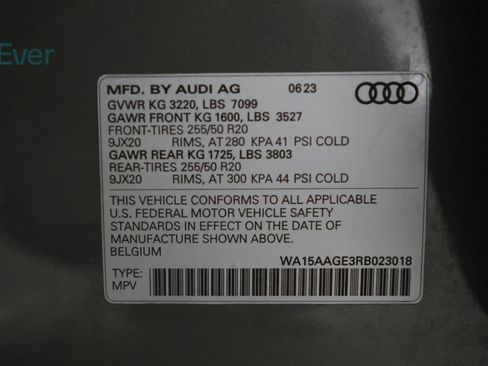 Ever
MFD. BY AUDI AG 06 23
GVWR KG 3220, LBS 7099
GAWR FRONT KG 1600, LBS 3527
FRONT-TIRES 255/50 R20
9JX20 RIMS, AT 280 KPA 41 PSI COLD
GAWR REAR KG 1725, LBS 3803
REAR-TIRES 255/50 R20
9JX20 RIMS, AT 300 KPA 44 PSI COLD
THIS VEHICLE CONFORMS TO ALL APPLICABLE
U.S. FEDERAL MOTOR VEHICLE SAFETY
STANDARDS IN EFFECT ON THE DATE OF
MANUFACTURE SHOWN ABOVE.
BELGIUM WA15AAGE3RB023018
TYPE:
MPV